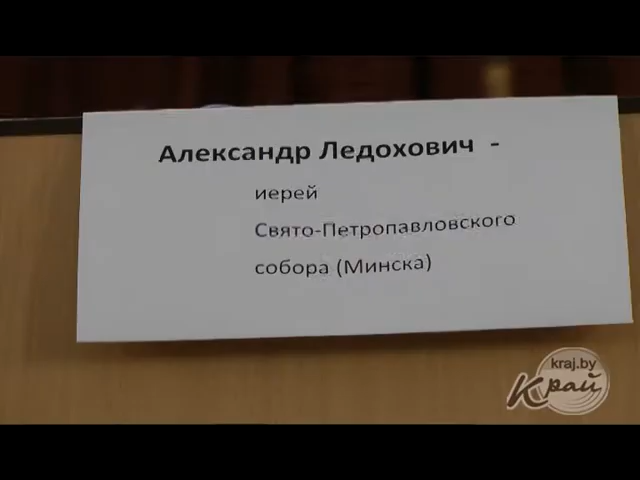 Александр Ледохович -
иерей
Свято-Петропавловского
собора (Минска)
kraj.by
Край